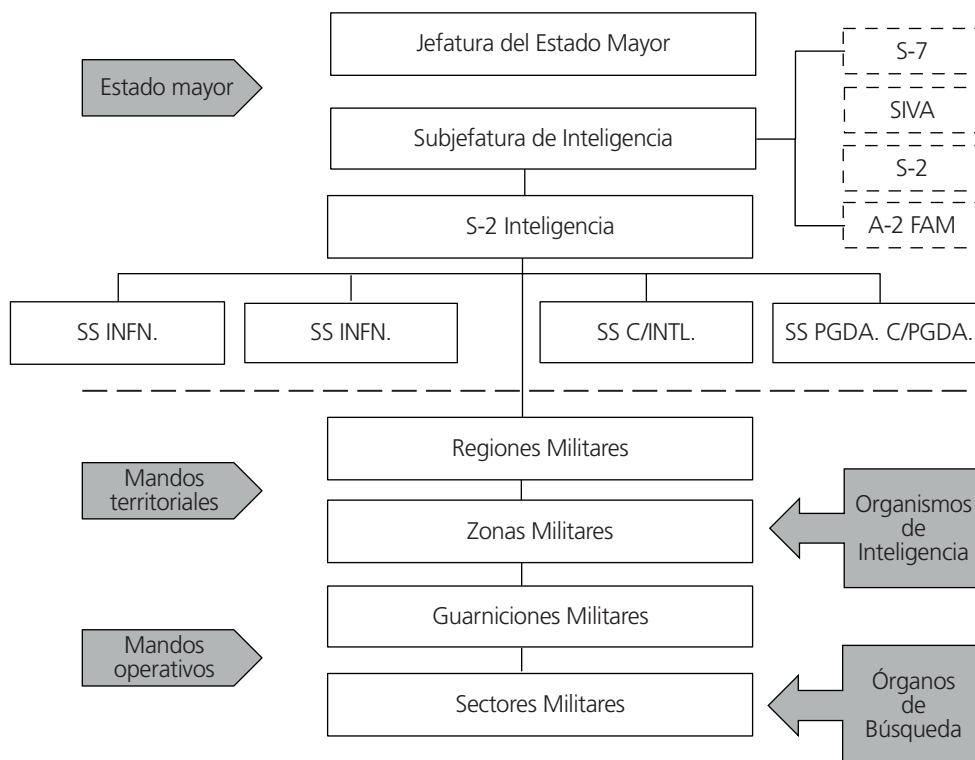 Jefatura del Estado Mayor
S-7
Estado mayor
SIVA
Subjefatura de Inteligencia
S-2
S-2 Inteligencia
A-2 FAM
SS INFN.
SS INFN.
SS C/INTL.
SS PGDA. C/PGDA.
Regiones Militares
Mandos
territoriales
Zonas Militares
Organismos
de
Inteligencia
Guarniciones Militares
Mandos
operativos
Sectores Militares
Órganos
de
Búsqueda